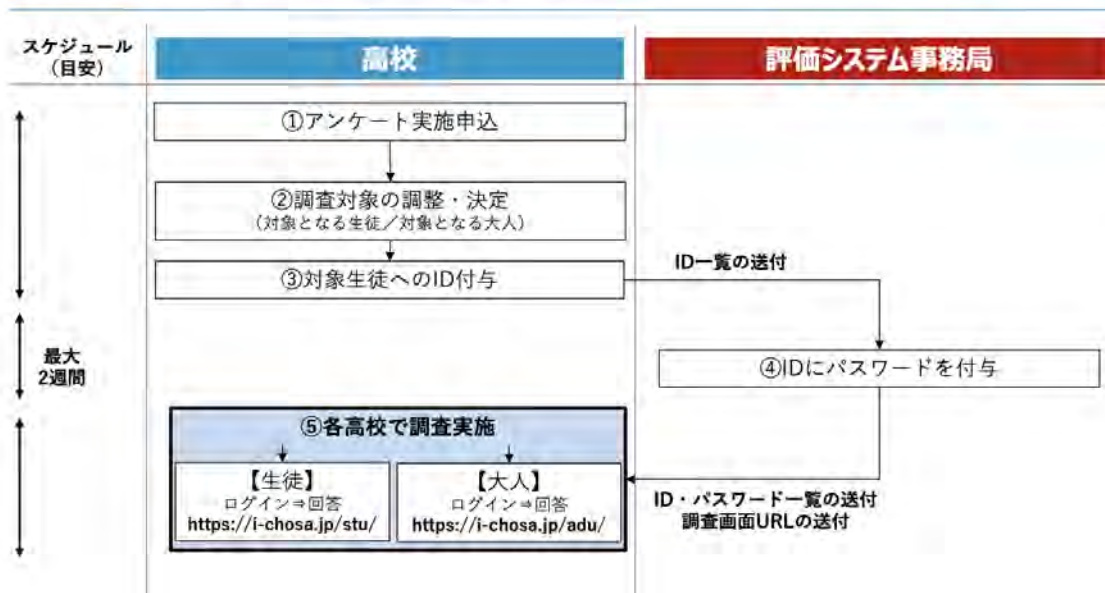 スケジュール
（目安）
高校
評価システム事務局
①アンケート実施申込
②調査対象の調整・決定
（対象となる生徒／対象となる大人）
③対象生徒へのID付与
ID一覧の送付
最大
2週間
④IDにパスワードを付与
⑤各高校で調査実施
【生徒】
ログイン⇒回答
https://i-chosa.jp/stu/
【大人】
ログイン⇒回答
https://i-chosa.jp/adu/
ID・パスワード一覧の送付
調査画面URLの送付